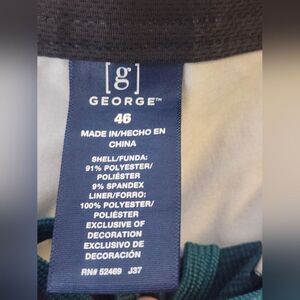 [g]
GEORGE™
46
MADE IN/HECHO EN
CHINA
SHELL/FUNDA:
91% POLYESTER/
POLIÉSTER
9% SPANDEX
LINER/FORRO:
100% POLYESTER/
POLIÉSTER
EXCLUSIVE OF
DECORATION
EXCLUSIVO DE
DECORACIÓN
RN# 52469 J37